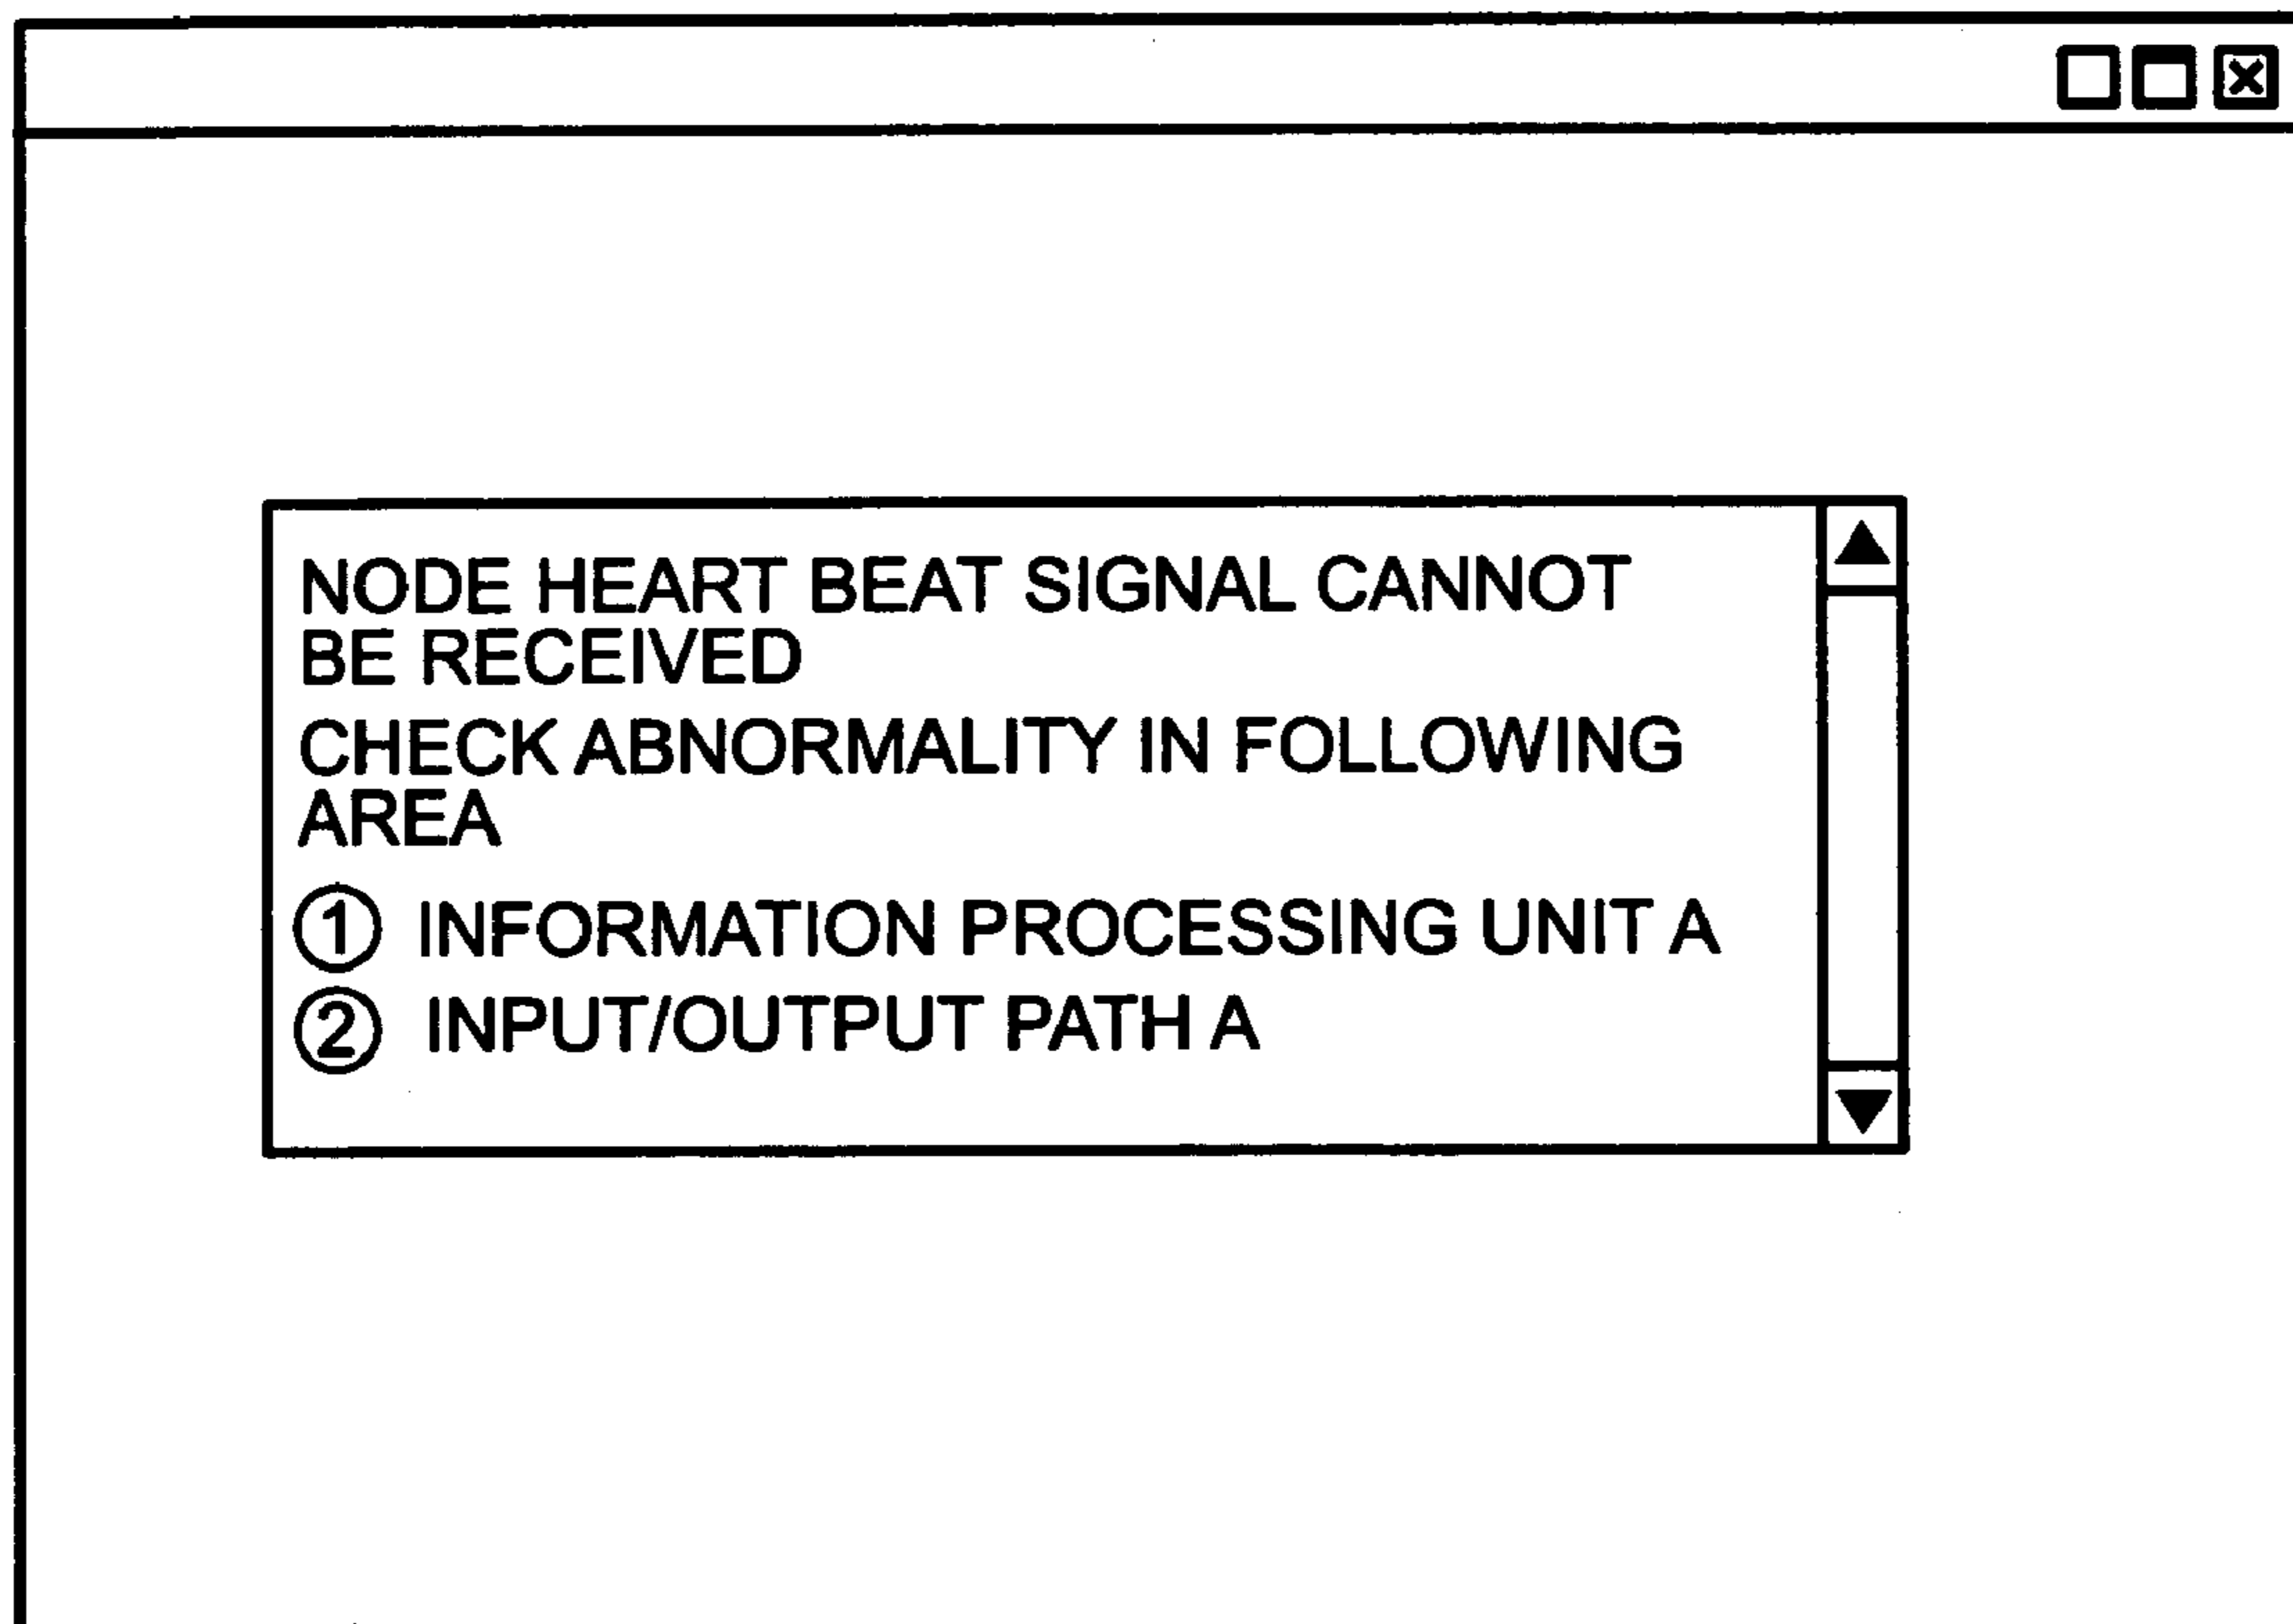 NODE HEART BEAT SIGNAL CANNOT
BE RECEIVED
CHECK ABNORMALITY IN FOLLOWING
AREA
① INFORMATION PROCESSING UNIT A
② INPUT/OUTPUT PATH A